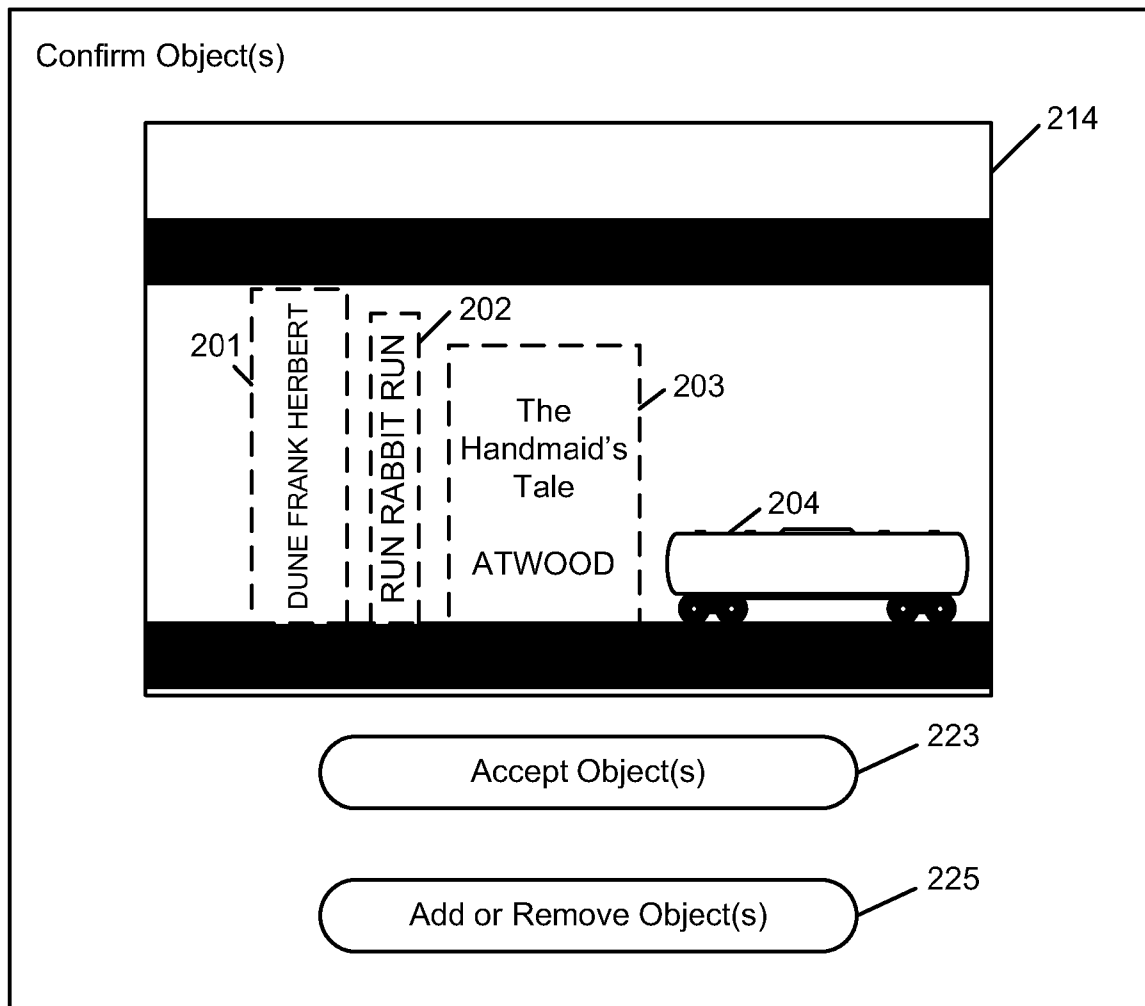 Confirm Object(s)
214
201
DUNE FRANK HERBERT
202
RUN RABBIT RUN
203
The
Handmaid's
Tale
ATWOOD
204
Accept Object(s)
223
Add or Remove Object(s)
225